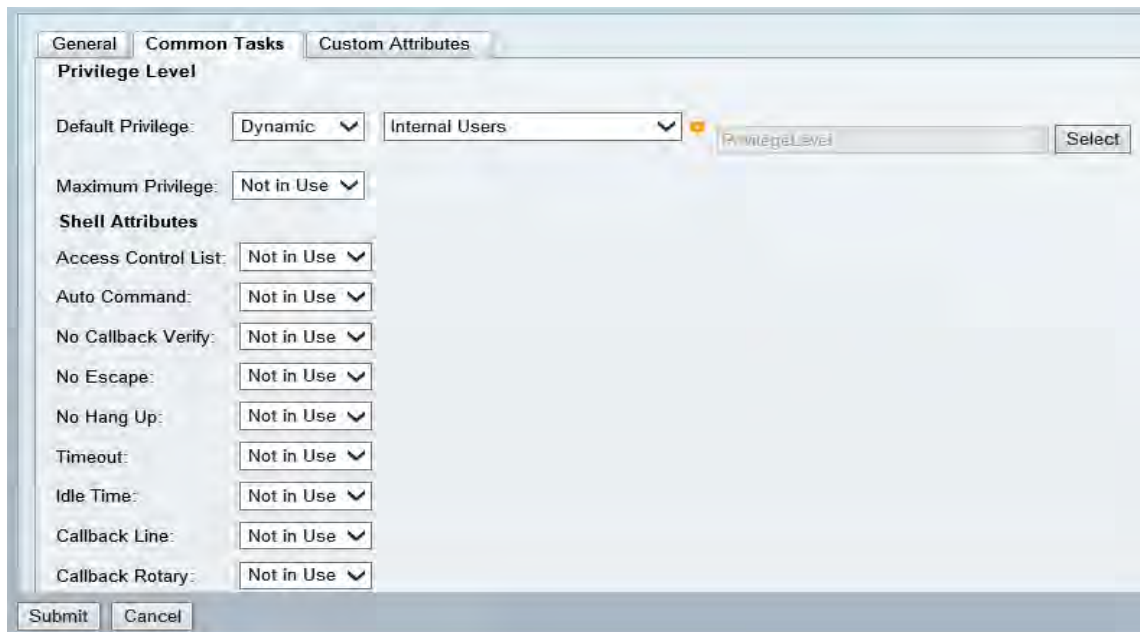 General Common Tasks Custom Attributes
Privilege Level
Default Privilege: Dynamic Internal Users PrivilegeLevel Select
Maximum Privilege: Not in Use
Shell Attributes
Access Control List: Not in Use
Auto Command: Not in Use
No Callback Verify: Not in Use
No Escape: Not in Use
No Hang Up: Not in Use
Timeout: Not in Use
Idle Time: Not in Use
Callback Line: Not in Use
Callback Rotary: Not in Use
Submit Cancel